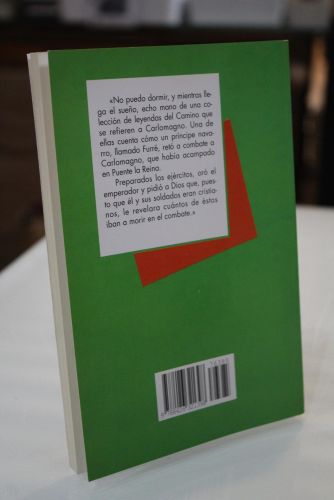 «No puedo dormir, y mientras lle-
ga el sueño, echo mano de una co-
lección de leyendas del Camino que
se refieren a Carlomagno. Una de
ellas cuenta cómo un príncipe nava-
rro, llamado Furré, retó a combate a
Carlomagno, que había acampado
en Puente la Reina.
Preparados los ejércitos, oró el
emperador y pidió a Dios que, pues-
to que él y sus soldados eran cristia-
nos, le revelara cuántos de éstos
iban a morir en el combate.»